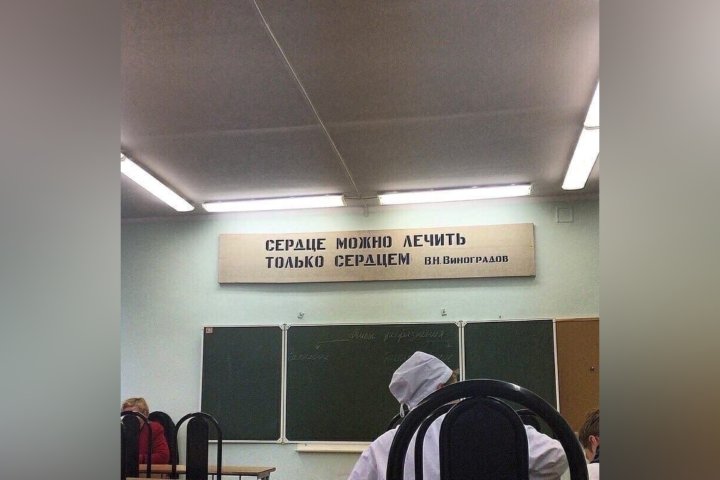 СЕРДЦЕ МОЖНО ЛЕЧИТЬ
ТОЛЬКО СЕРДЦЕМ В.Н. ВИНОГРАДОВ